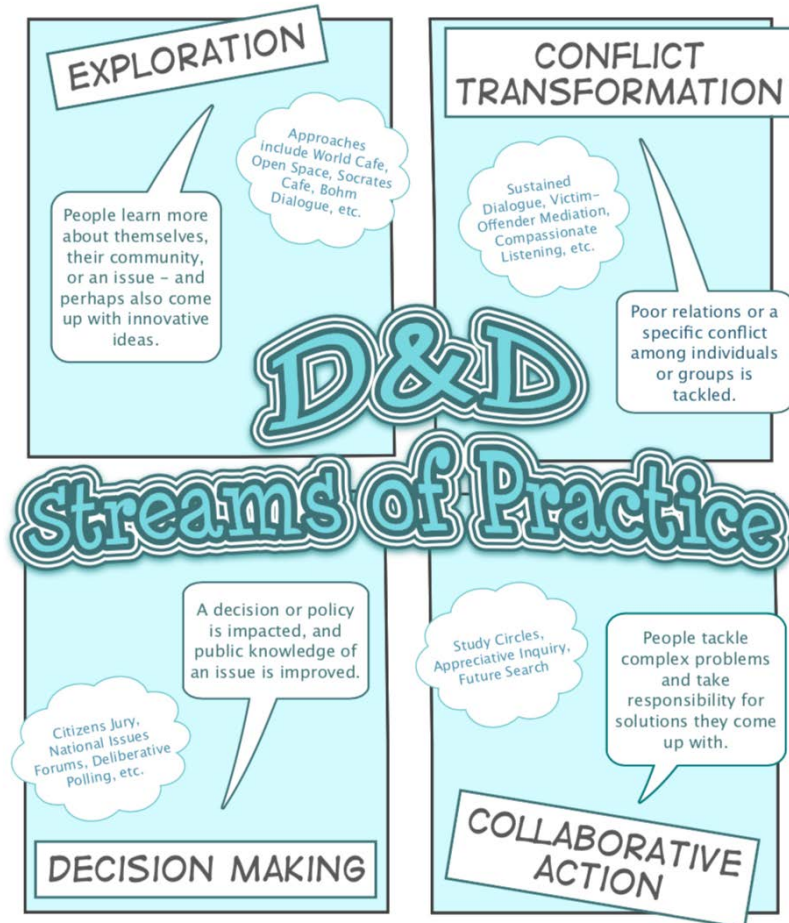 EXPLORATION
Approaches
include World Cafe,
Open Space, Socrates
Cafe, Bohm
Dialogue, etc.
People learn more
about themselves,
their community,
or an issue – and
perhaps also come
up with innovative
ideas.
CONFLICT
TRANSFORMATION
Sustained
Dialogue, Victim-
Offender Mediation,
Compassionate
Listening, etc.
Poor relations or a
specific conflict
among individuals
or groups is
tackled.
D&D
Streams of Practice
A decision or policy
is impacted, and
public knowledge of
an issue is improved.
Citizens Jury,
National Issues
Forums, Deliberative
Polling, etc.
DECISION MAKING
Study Circles,
Appreciative Inquiry,
Future Search
People tackle
complex problems
and take
responsibility for
solutions they come
up with.
COLLABORATIVE
ACTION